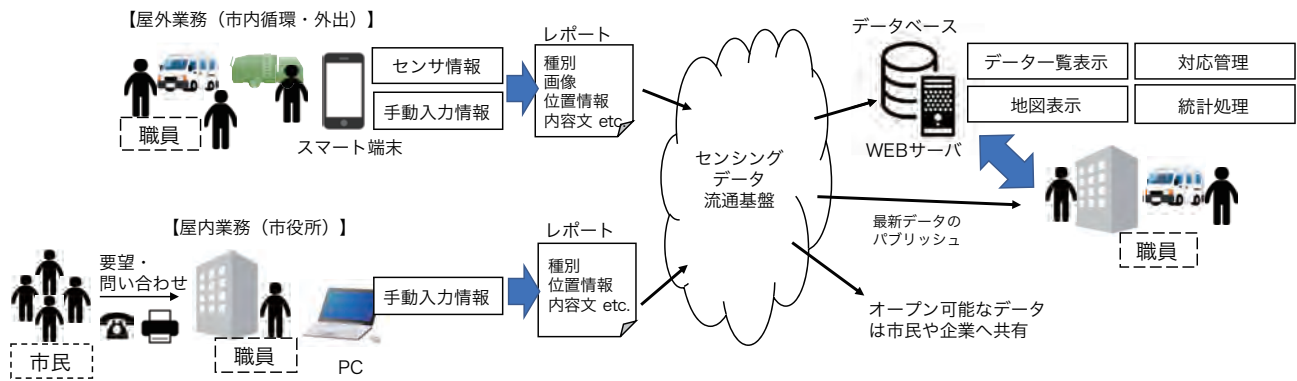 【屋外業務（市内循環・外出）】
職員
スマート端末
センサ情報
手動入力情報
レポート
種別
画像
位置情報
内容文 etc.
【屋内業務（市役所）】
要望・
問い合わせ
市民
職員
PC
手動入力情報
レポート
種別
位置情報
内容文 etc.
センシング
データ
流通基盤
データベース
WEBサーバ
データ一覧表示
対応管理
地図表示
統計処理
最新データの
パブリッシュ
職員
オープン可能なデータ
は市民や企業へ共有